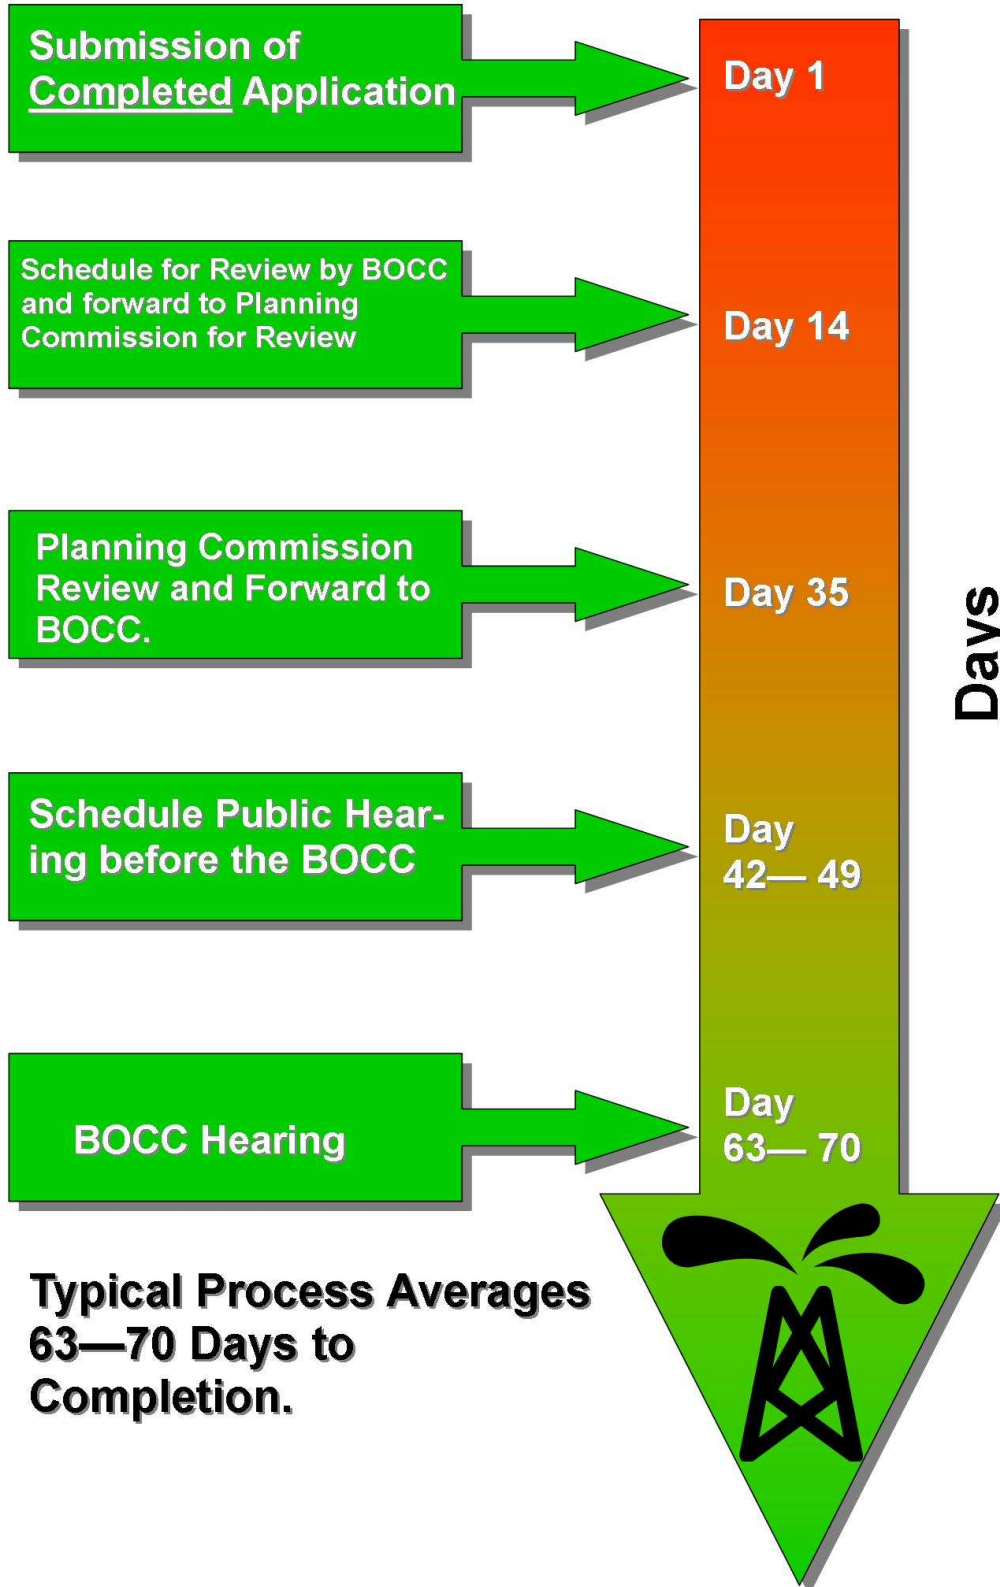 Submission of
Completed Application
Day 1
Schedule for Review by BOCC
and forward to Planning
Commission for Review
Day 14
Planning Commission
Review and Forward to
BOCC.
Day 35
Days
Schedule Public Hear-
ing before the BOCC
Day
42— 49
BOCC Hearing
Day
63— 70
Typical Process Averages
63—70 Days to
Completion.